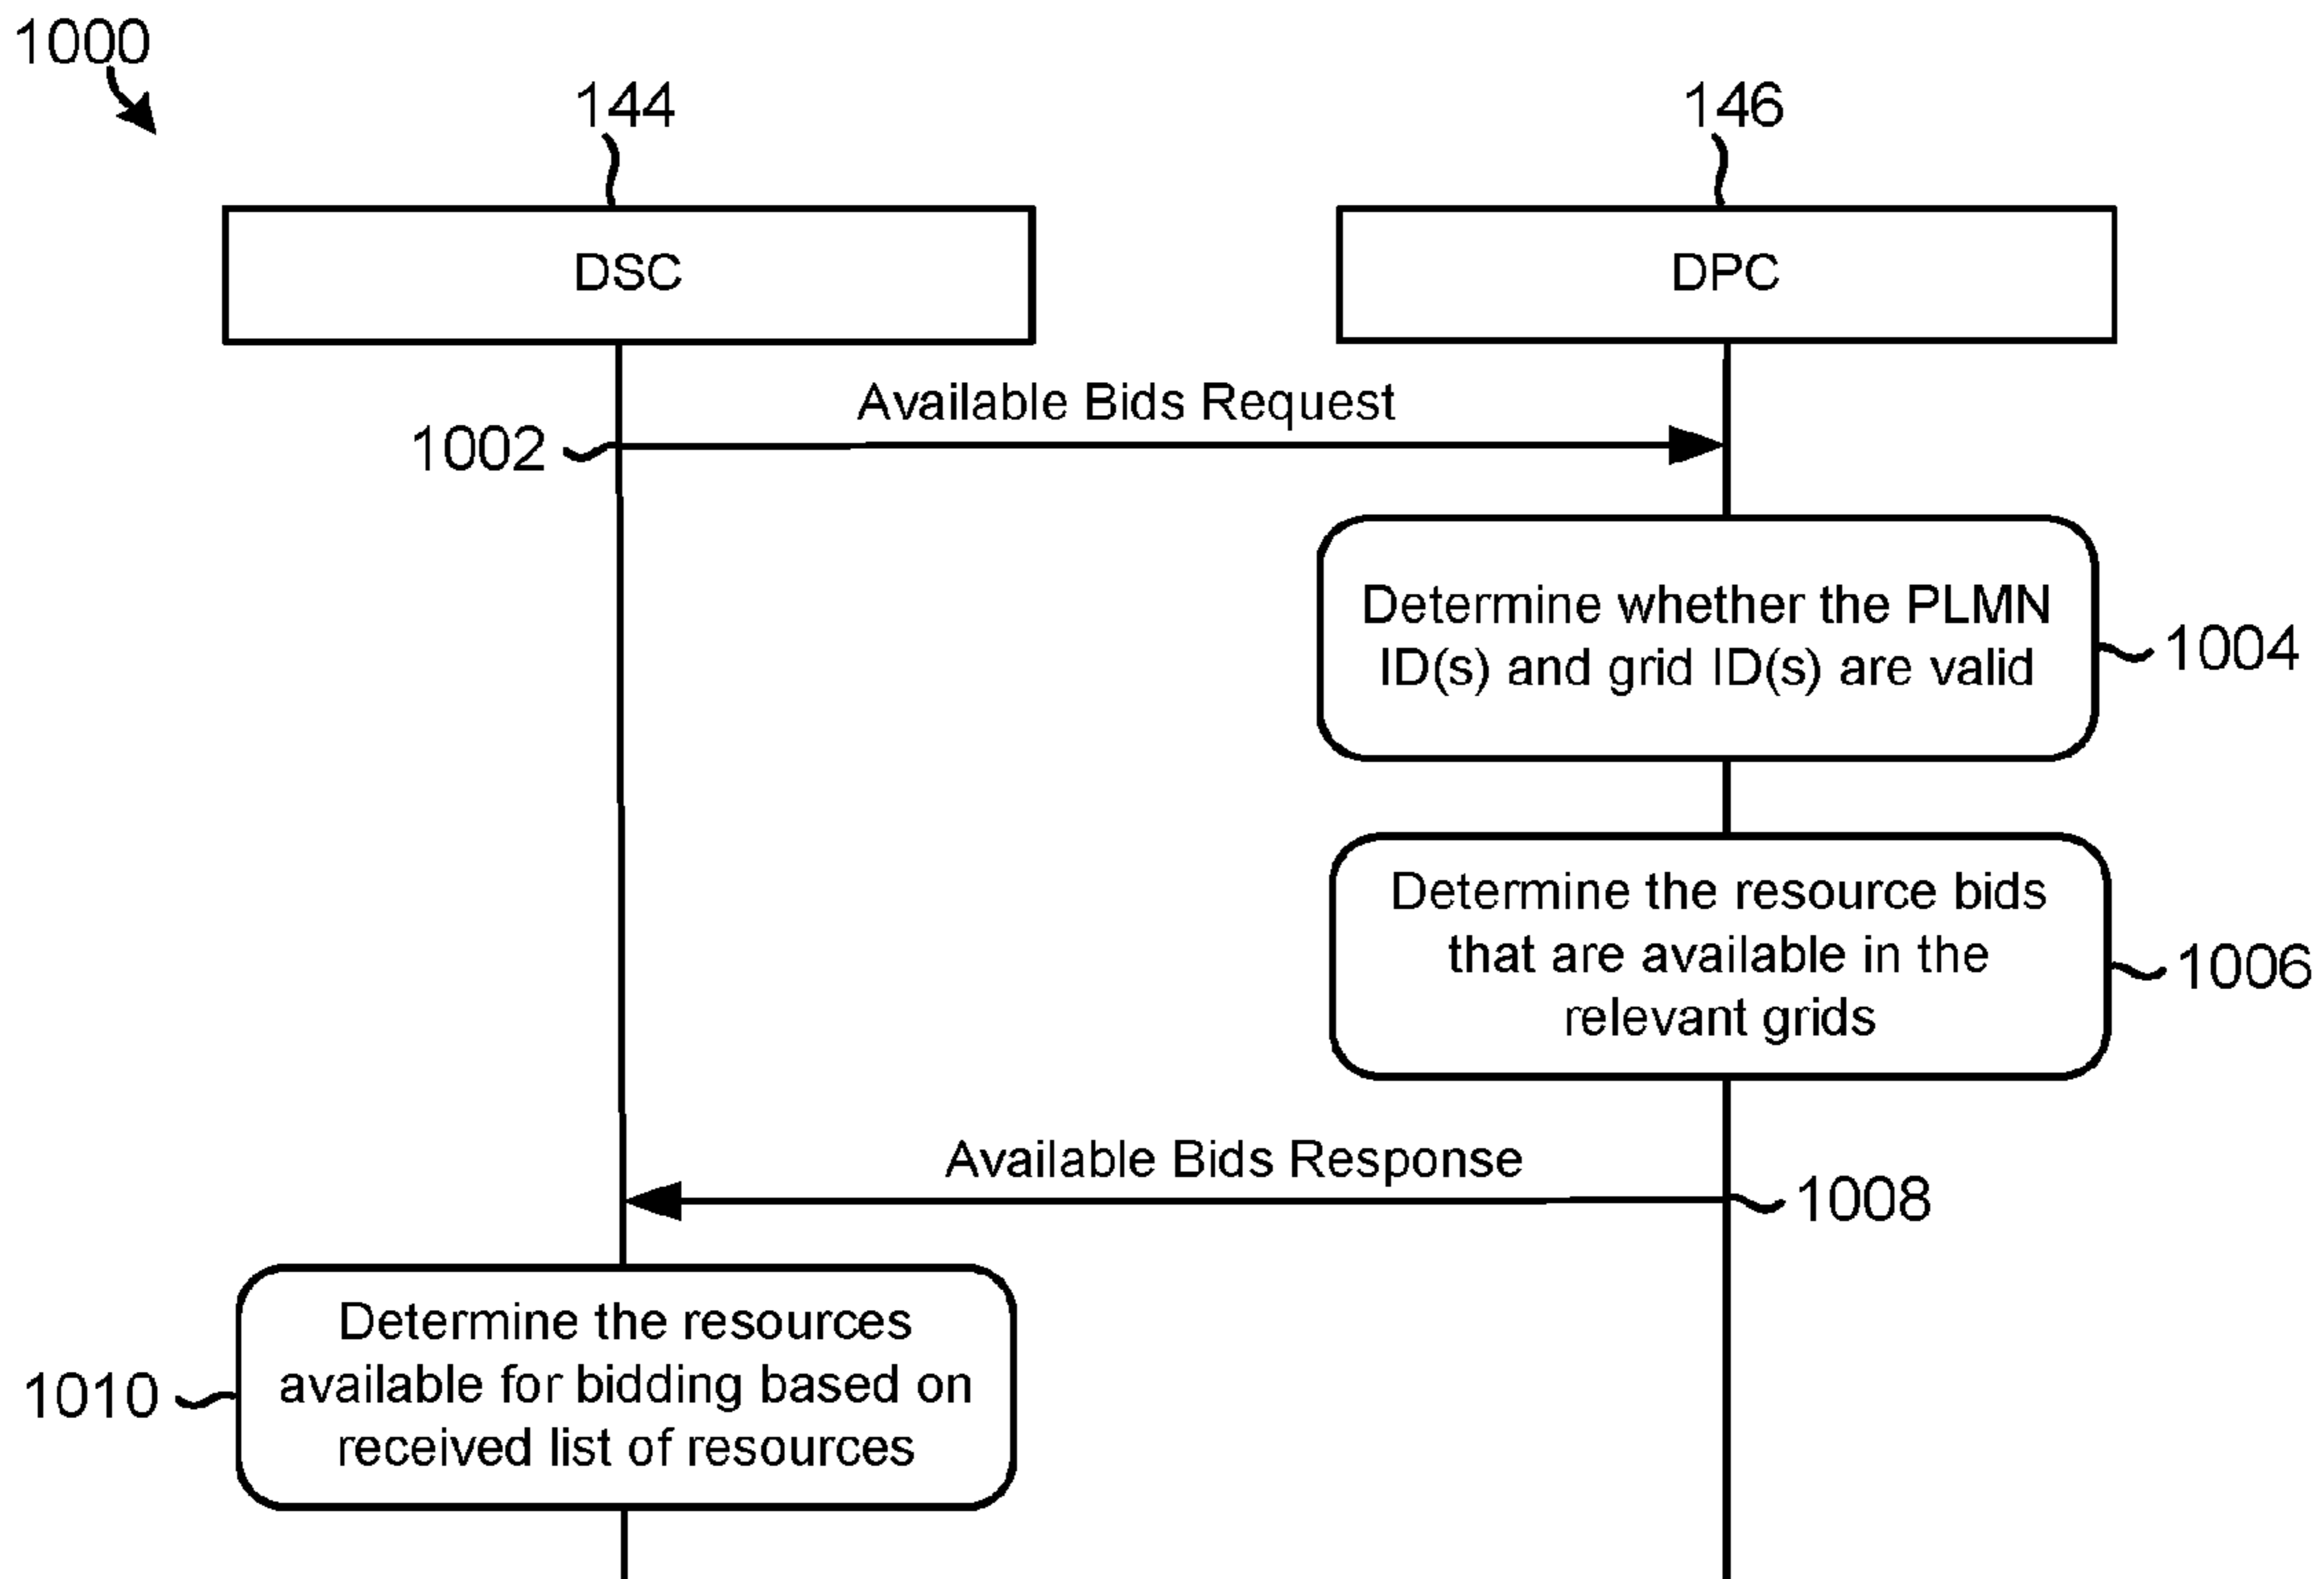 1000
144
146
DSC
DPC
Available Bids Request
1002
Determine whether the PLMN
ID(s) and grid ID(s) are valid
1004
Determine the resource bids
that are available in the
relevant grids
1006
Available Bids Response
1008
Determine the resources
available for bidding based on
received list of resources
1010